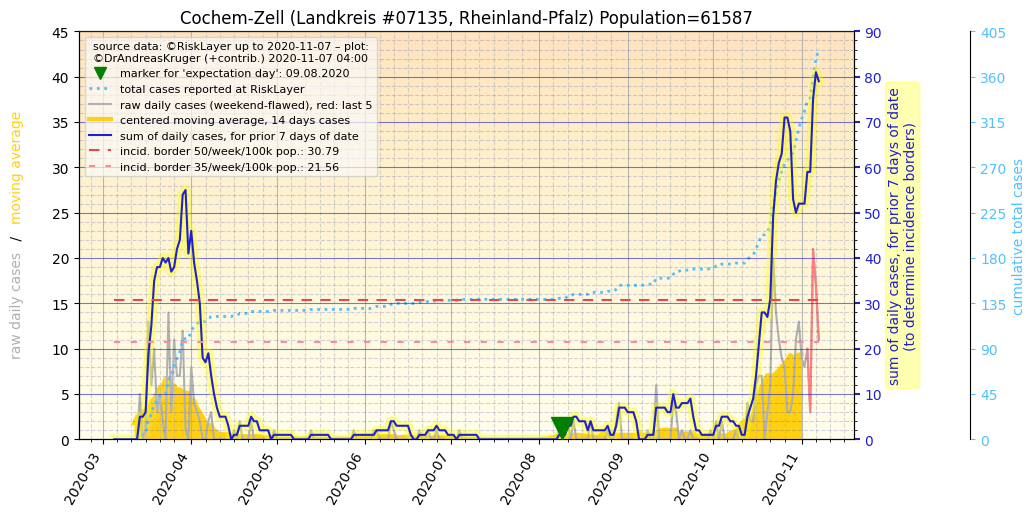 Cochem-Zell (Landkreis #07135, Rheinland-Pfalz) Population=61587
source data: ©RiskLayer up to 2020-11-07 – plot:
©DrAndreasKruger (+contrib.) 2020-11-07 04:00
marker for 'expectation day': 09.08.2020
total cases reported at RiskLayer
raw daily cases (weekend-flawed), red: last 5
centered moving average, 14 days cases
sum of daily cases, for prior 7 days of date
incid. border 50/week/100k pop.: 30.79
incid. border 35/week/100k pop.: 21.56
raw daily cases / moving average
45
40
35
30
25
20
15
10
5
0
90
80
70
60
50
40
30
20
10
0
sum of daily cases, for prior 7 days of date
(to determine incidence borders)
405
360
315
270
225
180
135
90
45
0
cumulative total cases
2020-03
2020-04
2020-05
2020-06
2020-07
2020-08
2020-09
2020-10
2020-11